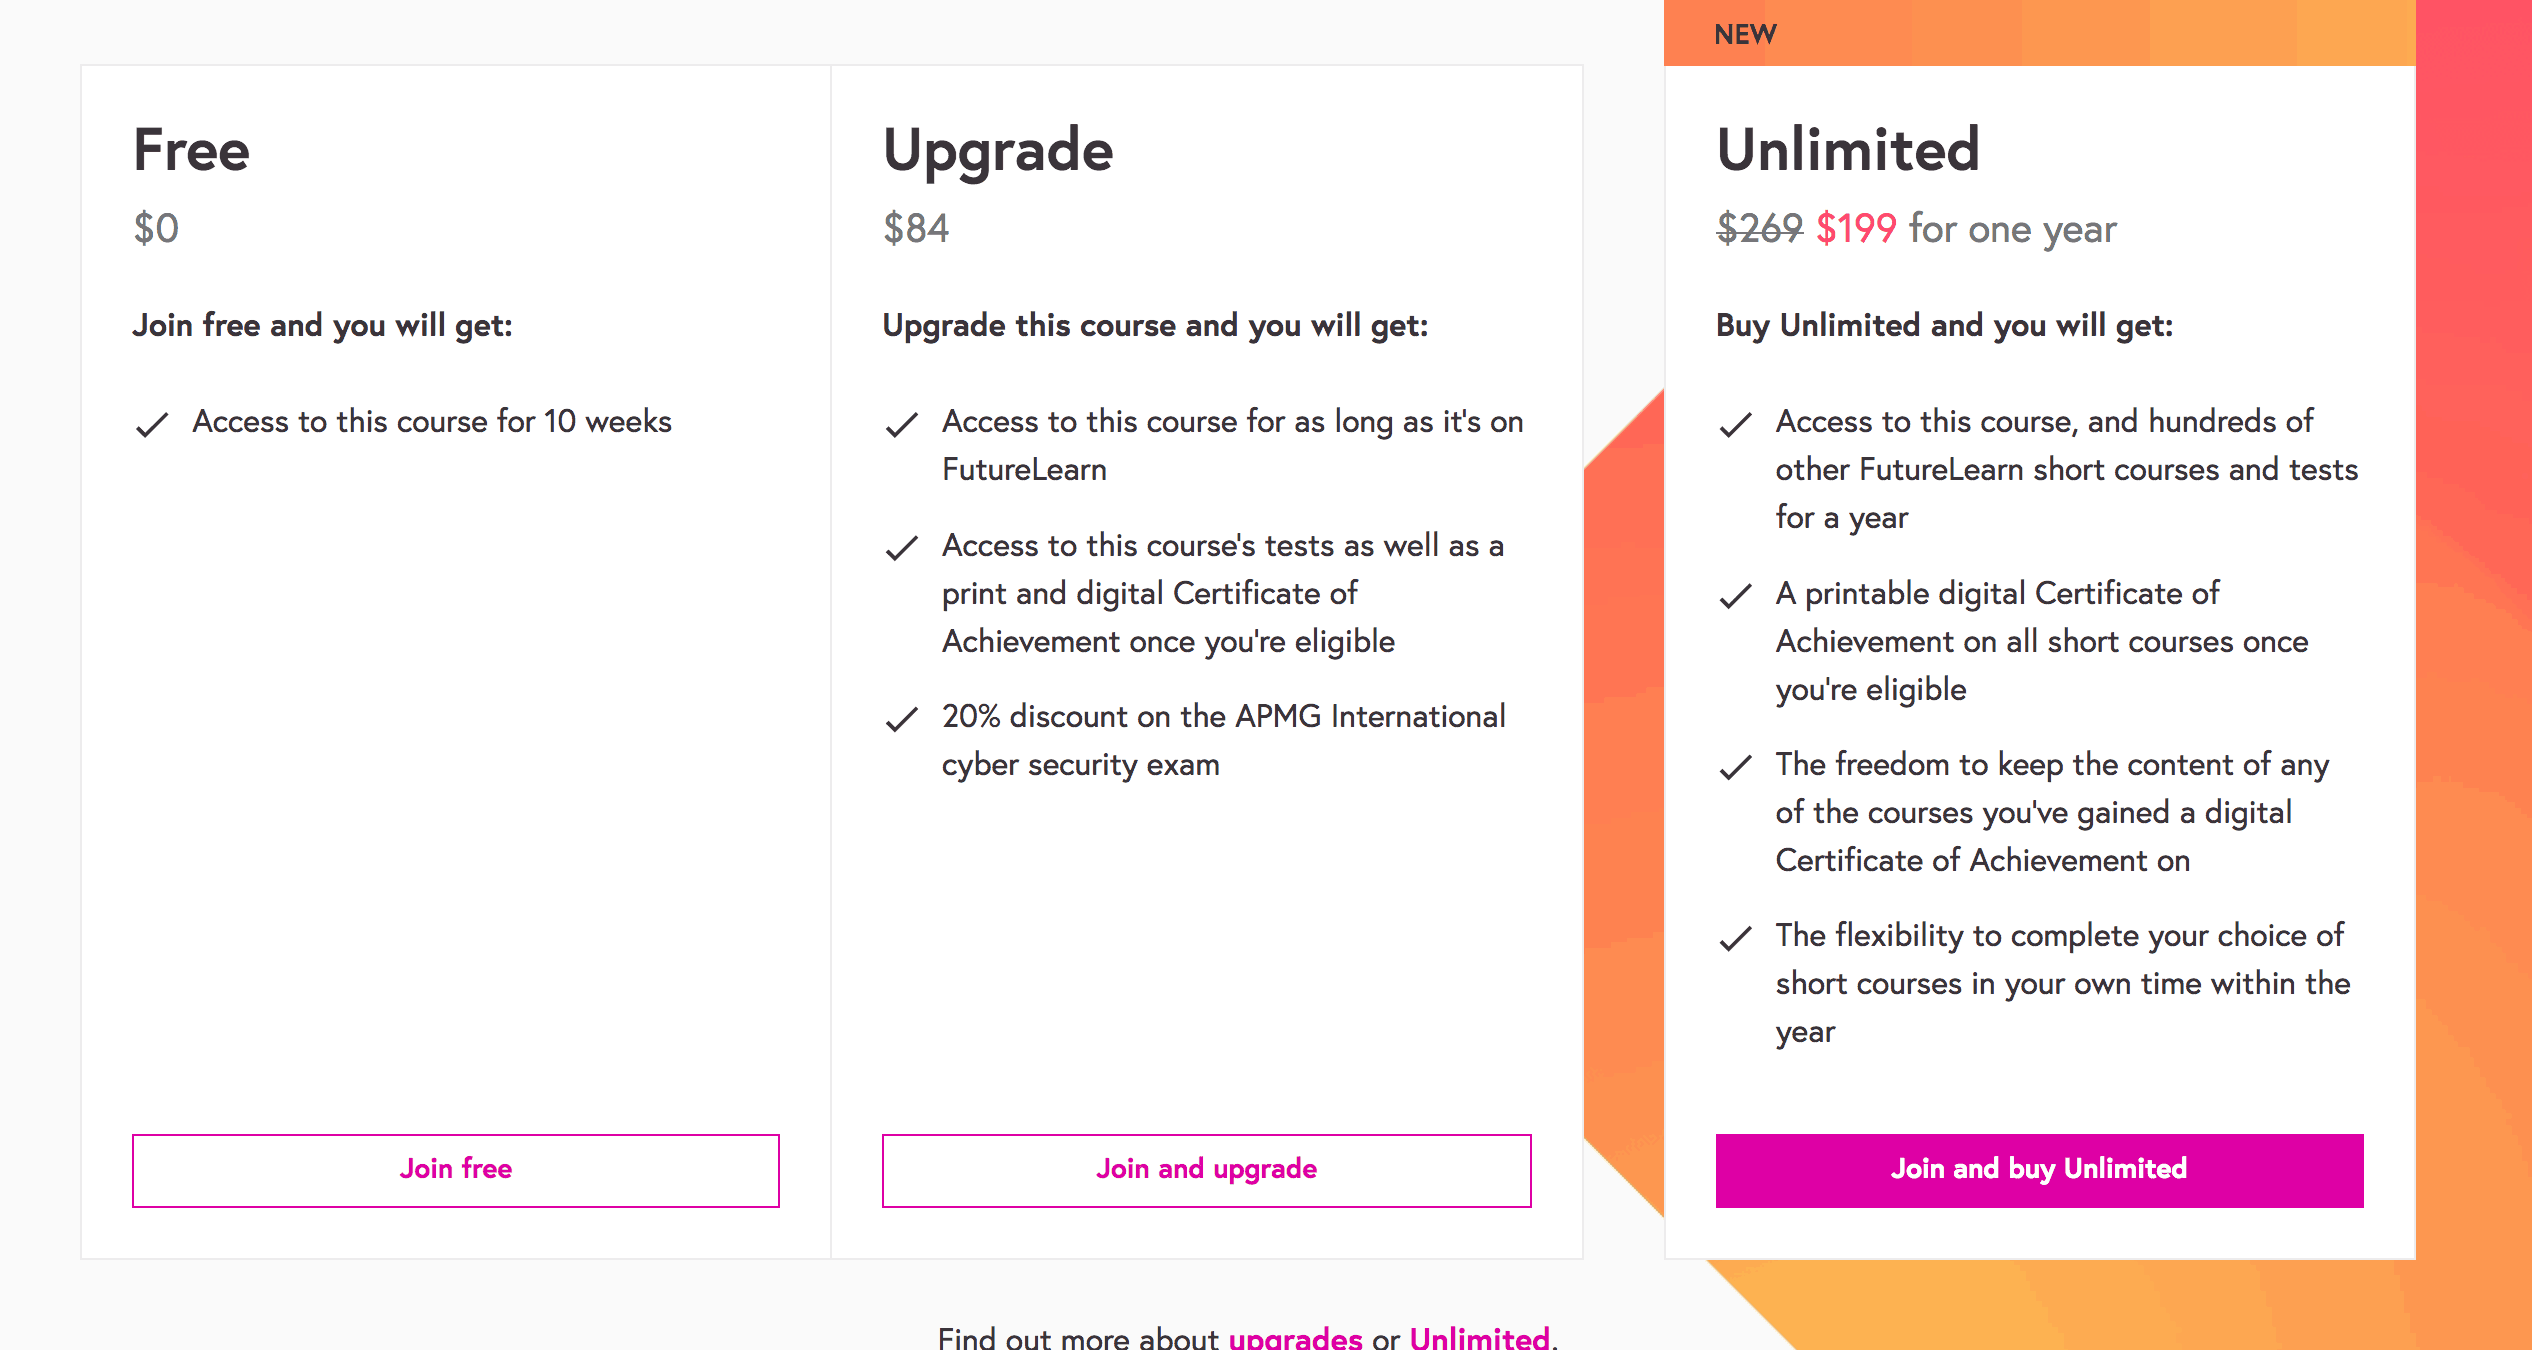 NEW
Free
$0
Join free and you will get:
Access to this course for 10 weeks
Join free
Upgrade
$84
Upgrade this course and you will get:
Access to this course for as long as it's on
FutureLearn
Access to this course's tests as well as a
print and digital Certificate of
Achievement once you're eligible
20% discount on the APMG International
cyber security exam
Join and upgrade
Unlimited
$269 $199 for one year
Buy Unlimited and you will get:
Access to this course, and hundreds of
other FutureLearn short courses and tests
for a year
A printable digital Certificate of
Achievement on all short courses once
you're eligible
The freedom to keep the content of any
of the courses you've gained a digital
Certificate of Achievement on
The flexibility to complete your choice of
short courses in your own time within the
year
Join and buy Unlimited
Find out more about upgrades or Unlimited.